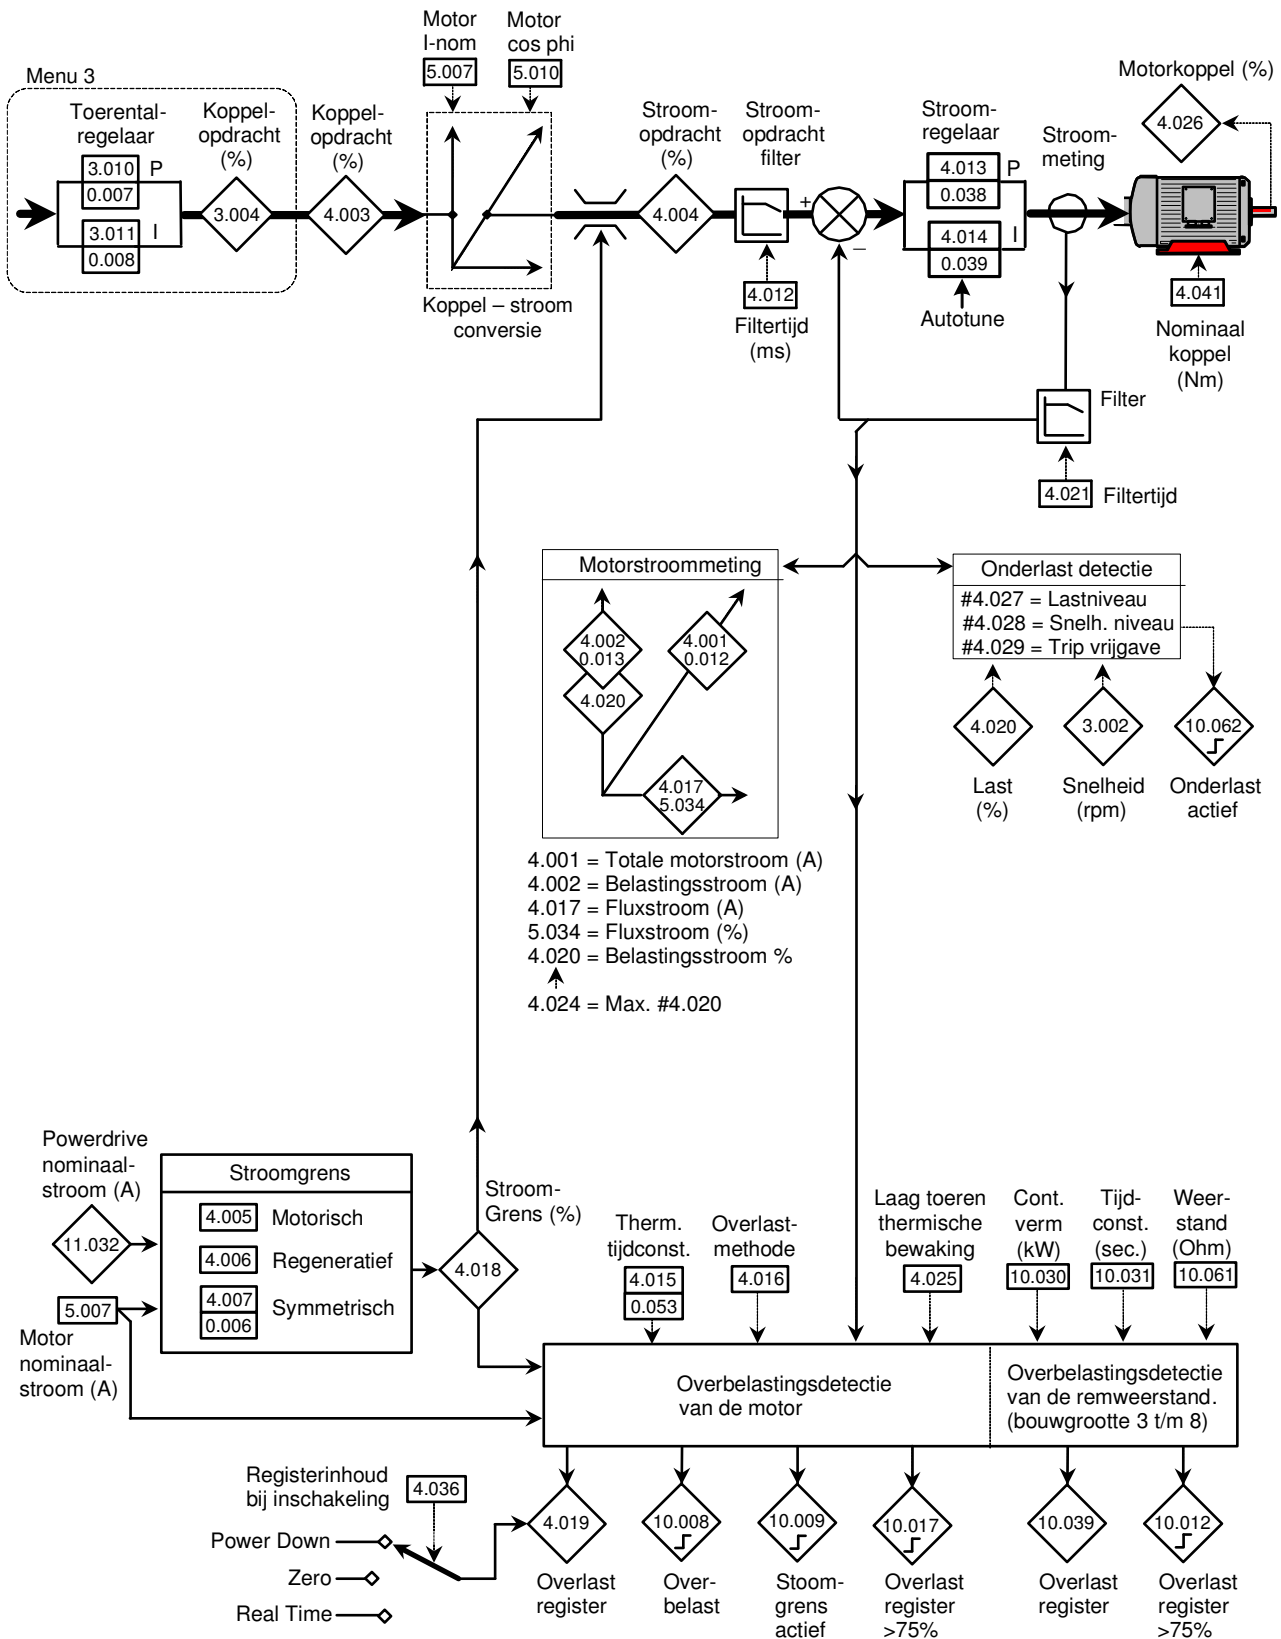 Menu 3
Toerental-
regelaar
3.010
P
0.007
3.011
I
0.008
Koppel-
opdracht
(%)
3.004
Koppel-
opdracht
(%)
4.003
Motor
I-nom
5.007
Motor
cos phi
5.010
Koppel – stroom
conversie
Stroom-
opdracht
(%)
4.004
Stroom-
opdracht
filter
4.012
Filtertijd
(ms)
+
–
Stroom-
regelaar
4.013
P
0.038
4.014
I
0.039
Autotune
Stroom-
meting
Motorkoppel (%)
4.026
4.041
Nominaal
koppel
(Nm)
Filter
4.021
Filtertijd
Motorstroommeting
4.002
0.013
4.020
4.001
0.012
4.017
5.034
4.001 = Totale motorstroom (A)
4.002 = Belastingsstroom (A)
4.017 = Fluxstroom (A)
5.034 = Fluxstroom (%)
4.020 = Belastingsstroom %
4.024 = Max. #4.020
Onderlast detectie
#4.027 = Lastniveau
#4.028 = Snelh. niveau
#4.029 = Trip vrijgave
4.020
Last
(%)
3.002
Snelheid
(rpm)
10.062
Onderlast
actief
Powerdrive
nominaal-
stroom (A)
11.032
5.007
Motor
nominaal-
stroom (A)
Stroomgrens
4.005 Motorisch
4.006 Regeneratief
4.007
0.006
Symmetrisch
Stroom-
Grens (%)
4.018
Therm.
tijdconst.
4.015
0.053
Overlast-
methode
4.016
Laag toeren
thermische
bewaking
4.025
Cont.
verm
(kW)
10.030
Tijd-
const.
(sec.)
10.031
Weer-
stand
(Ohm)
10.061
Overbelastingsdetectie
van de motor
Overbelastingsdetectie
van de remweerstand.
(bouwgrootte 3 t/m 8)
Registerinhoud
bij inschakeling
4.036
Power Down
Zero
Real Time
4.019
Overlast
register
10.008
Over-
belast
10.009
Stoom-
grens
actief
10.017
Overlast
register
>75%
10.039
Overlast
register
10.012
Overlast
register
>75%